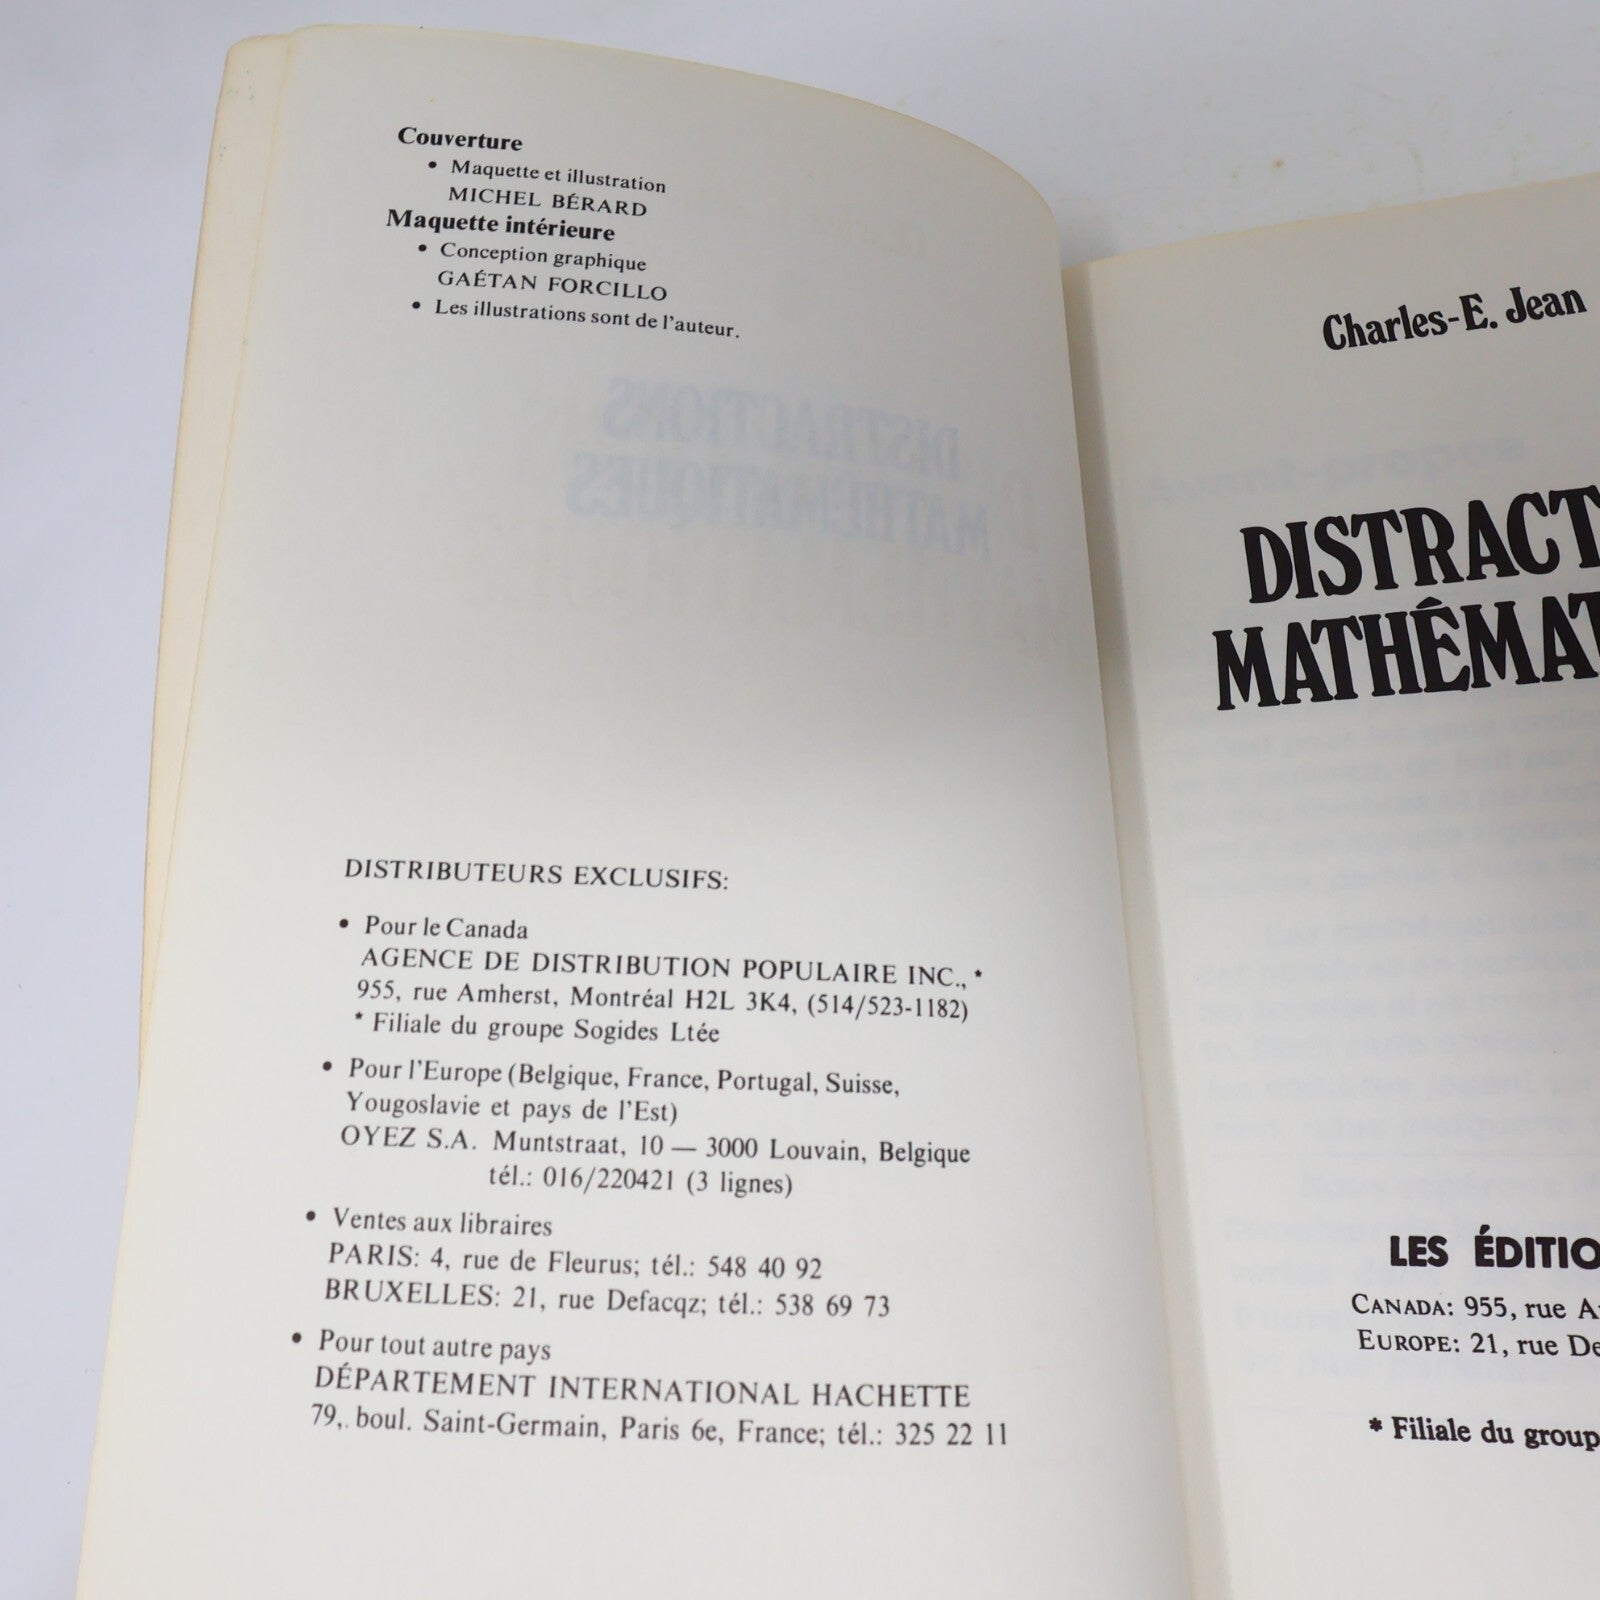 Couverture
• Maquette et illustration
MICHEL BÉRARD
Maquette intérieure
• Conception graphique
GAÉTAN FORCILLO
• Les illustrations sont de l'auteur.
DISTRACTIONS
MATHÉMATIQUES
DISTRIBUTEURS EXCLUSIFS:
• Pour le Canada
AGENCE DE DISTRIBUTION POPULAIRE INC.,*
955, rue Amherst, Montréal H2L 3K4, (514/523-1182)
* Filiale du groupe Sogides Ltée
• Pour l'Europe (Belgique, France, Portugal, Suisse,
Yougoslavie et pays de l'Est)
OYEZ S.A. Muntstraat, 10 — 3000 Louvain, Belgique
tél.: 016/220421 (3 lignes)
• Ventes aux libraires
PARIS: 4, rue de Fleurus; tél.: 548 40 92
BRUXELLES: 21, rue Defacqz; tél.: 538 69 73
• Pour tout autre pays
DÉPARTEMENT INTERNATIONAL HACHETTE
79, boul. Saint-Germain, Paris 6e, France; tél.: 325 22 11
Charles-E. Jean
Avant-propos
DISTRACT
MATHÉMAT
LES ÉDITIO
CANADA: 955, rue A
EUROPE: 21, rue De
* Filiale du group